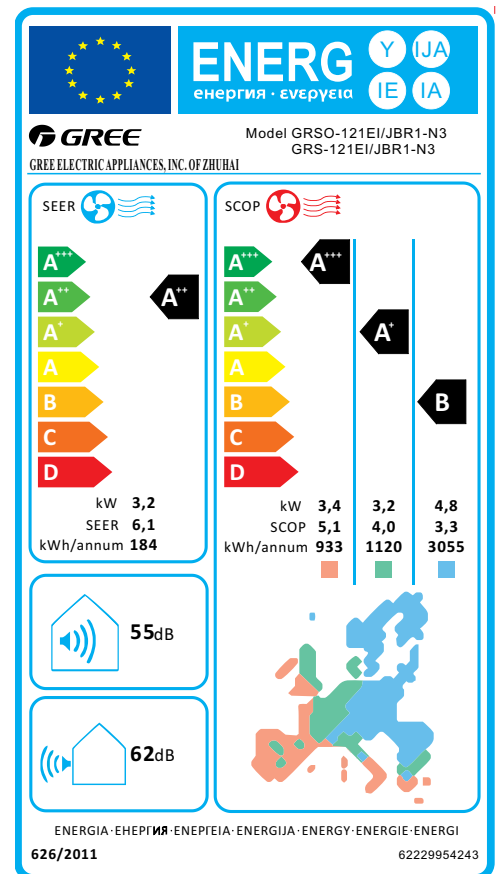 ENERG
енергия · ενεργεια
Y IJA
IE IA
GREE
Model GRSO-121EI/JBR1-N3
GRS-121EI/JBR1-N3
GREE ELECTRIC APPLIANCES, INC. OF ZHUHAI
SEER
A+++
A++
A+
A
B
C
D
A++
kW 3,2
SEER 6,1
kWh/annum 184
SCOP
A+++
A++
A+
A
B
C
D
A+++
A+
B
kW 3,4 3,2 4,8
SCOP 5,1 4,0 3,3
kWh/annum 933 1120 3055
55dB
62dB
ENERGIA·ЕНЕРГИЯ·ΕΝΕΡΓΕΙΑ·ENERGIJA·ENERGY·ENERGIE·ENERGI
626/2011
62229954243